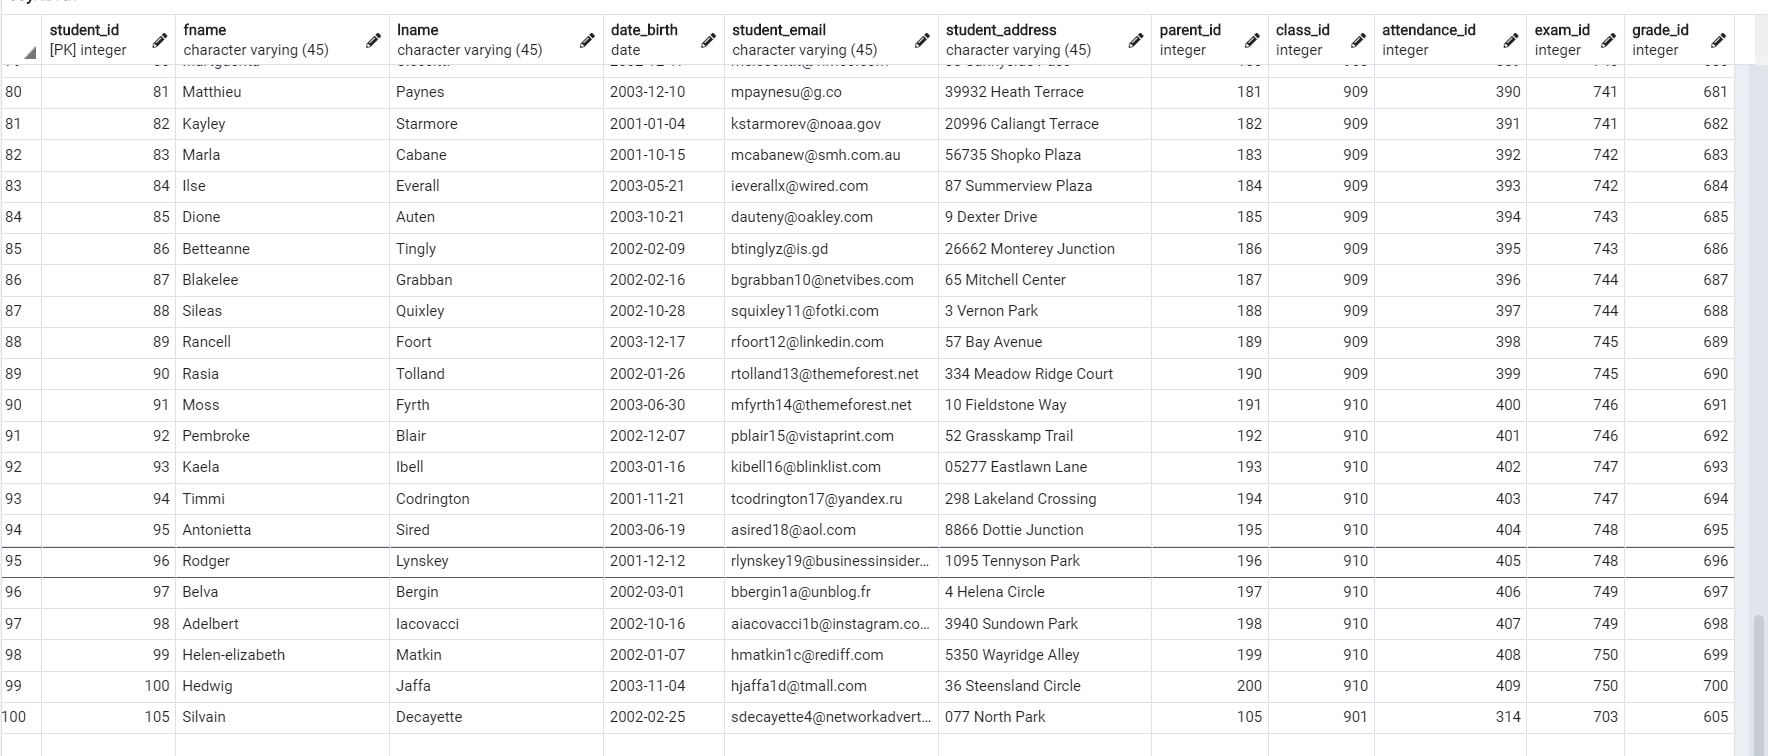 student_id fname lname date_birth student_email student_address parent_id class_id attendance_id exam_id grade_id
[PK] integer character varying (45) character varying (45) date character varying (45) character varying (45) integer integer integer integer integer
80 81 Matthieu Paynes 2003-12-10 mpaynesu@g.co 39932 Heath Terrace 181 909 390 741 681
81 82 Kayley Starmore 2001-01-04 kstarmorev@noaa.gov 20996 Caliangt Terrace 182 909 391 741 682
82 83 Marla Cabane 2001-10-15 mcabanew@smh.com.au 56735 Shopko Plaza 183 909 392 742 683
83 84 Ilse Everall 2003-05-21 ieverallx@wired.com 87 Summerview Plaza 184 909 393 742 684
84 85 Dione Auten 2003-10-21 dauteny@oakley.com 9 Dexter Drive 185 909 394 743 685
85 86 Betteanne Tingly 2002-02-09 btinglyz@is.gd 26662 Monterey Junction 186 909 395 743 686
86 87 Blakelee Grabban 2002-02-16 bgrabban10@netvibes.com 65 Mitchell Center 187 909 396 744 687
87 88 Sileas Quixley 2002-10-28 squixley11@fotki.com 3 Vernon Park 188 909 397 744 688
88 89 Rancell Foort 2003-12-17 rfoort12@linkedin.com 57 Bay Avenue 189 909 398 745 689
89 90 Rasia Tolland 2002-01-26 rtolland13@themeforest.net 334 Meadow Ridge Court 190 909 399 745 690
90 91 Moss Fyrth 2003-06-30 mfyrth14@themeforest.net 10 Fieldstone Way 191 910 400 746 691
91 92 Pembroke Blair 2002-12-07 pblair15@vistaprint.com 52 Grasskamp Trail 192 910 401 746 692
92 93 Kaela Ibell 2003-01-16 kibell16@blinklist.com 05277 Eastlawn Lane 193 910 402 747 693
93 94 Timmi Codrington 2001-11-21 tcodrington17@yandex.ru 298 Lakeland Crossing 194 910 403 747 694
94 95 Antonietta Sired 2003-06-19 asired18@aol.com 8866 Dottie Junction 195 910 404 748 695
95 96 Rodger Lynskey 2001-12-12 rlynskey19@businessinsider... 1095 Tennyson Park 196 910 405 748 696
96 97 Belva Bergin 2002-03-01 bbergin1a@unblog.fr 4 Helena Circle 197 910 406 749 697
97 98 Adelbert Iacovacci 2002-10-16 aiacovacci1b@instagram.co... 3940 Sundown Park 198 910 407 749 698
98 99 Helen-elizabeth Matkin 2002-01-07 hmatkin1c@rediff.com 5350 Wayridge Alley 199 910 408 750 699
99 100 Hedwig Jaffa 2003-11-04 hjaffa1d@tmall.com 36 Steensland Circle 200 910 409 750 700
100 105 Silvain Decayette 2002-02-25 sdecayette4@networkadvert... 077 North Park 105 901 314 703 605